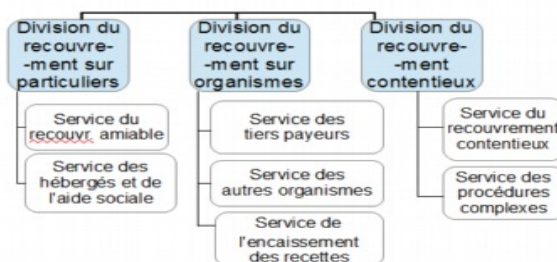 Division du
recouvre-
-ment sur
particuliers
Service du
recouvr. amiable
Service des
hébergés et de
l'aide sociale
Division du
recouvre-
-ment sur
organismes
Service des
tiers payeurs
Service des
autres organismes
Service de
l'encaissement
des recettes
Division du
recouvre-
-ment
contentieux
Service du
recouvrement
contentieux
Service des
procédures
complexes